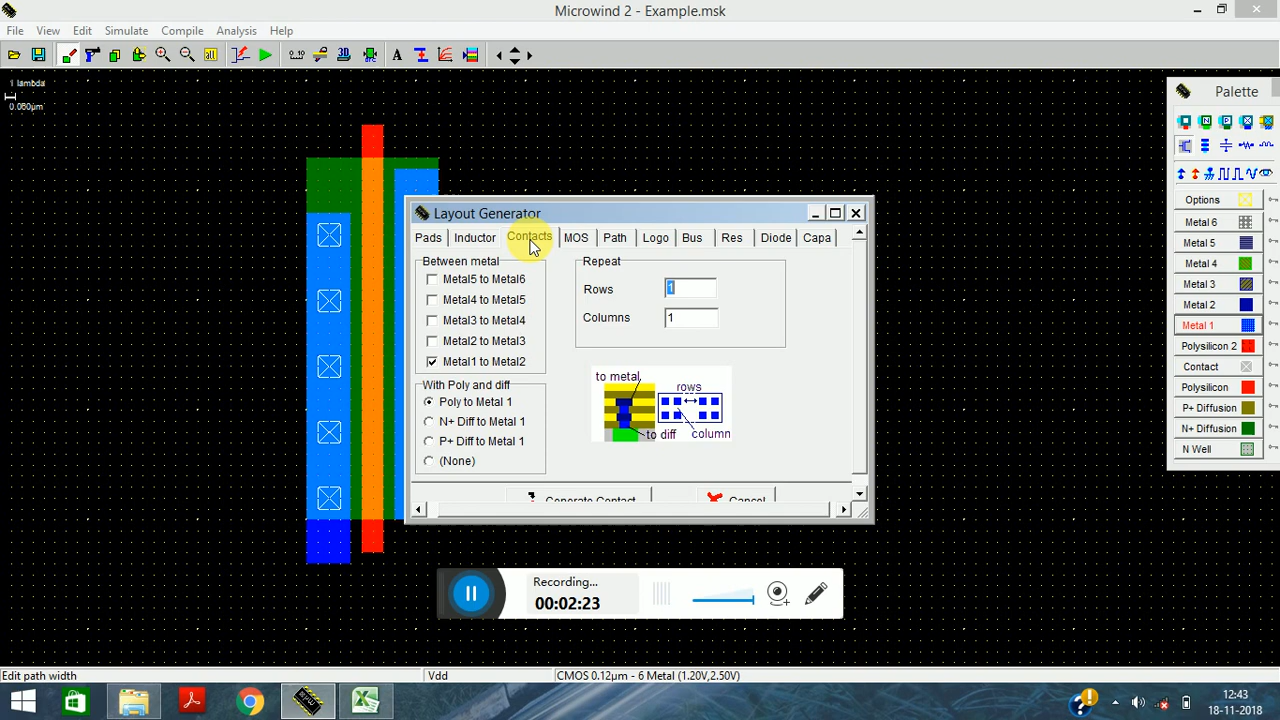 Microwind 2 - Example.msk
File View Edit Simulate Compile Analysis Help
1 lambda
0.060µm
Palette
Options
Metal 6
Metal 5
Metal 4
Metal 3
Metal 2
Metal 1
Polysilicon 2
Contact
Polysilicon
P+ Diffusion
N+ Diffusion
N Well
Layout Generator
Pads Inductor Contacts MOS Path Logo Bus Res Diode Capa
Between metal
Metal5 to Metal6
Metal4 to Metal5
Metal3 to Metal4
Metal2 to Metal3
Metal1 to Metal2
With Poly and diff
Poly to Metal 1
N+ Diff to Metal 1
P+ Diff to Metal 1
(None)
Repeat
Rows 1
Columns 1
to metal
rows
to diff column
Generate Contact Cancel
Recording...
00:02:23
Edit path width Vdd CMOS 0.12µm - 6 Metal (1.20V,2.50V)
12:43
18-11-2018